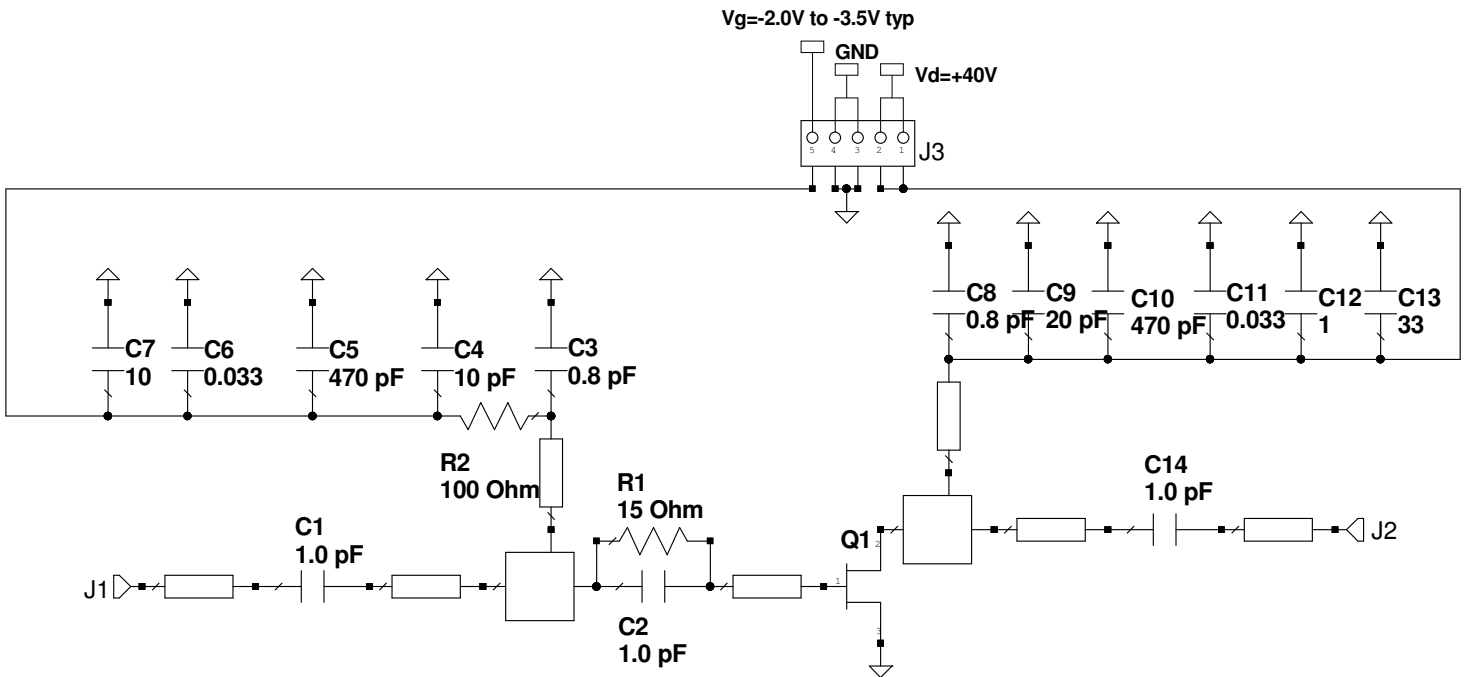 Vg=-2.0V to -3.5V typ
GND
Vd=+40V
5 4 3 2 1
J3
C8
0.8 pF
C9
20 pF
C10
470 pF
C11
0.033
C12
1
C13
33
C7
10
C6
0.033
C5
470 pF
C4
10 pF
C3
0.8 pF
R2
100 Ohm
R1
15 Ohm
C14
1.0 pF
C1
1.0 pF
Q1
2
J2
J1
1
C2
1.0 pF
3